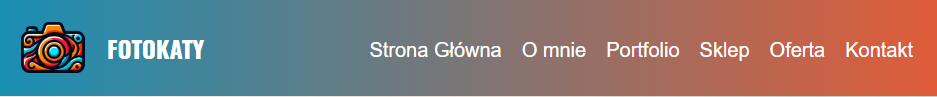 FOTOKATY
Strona Główna O mnie Portfolio Sklep Oferta Kontakt